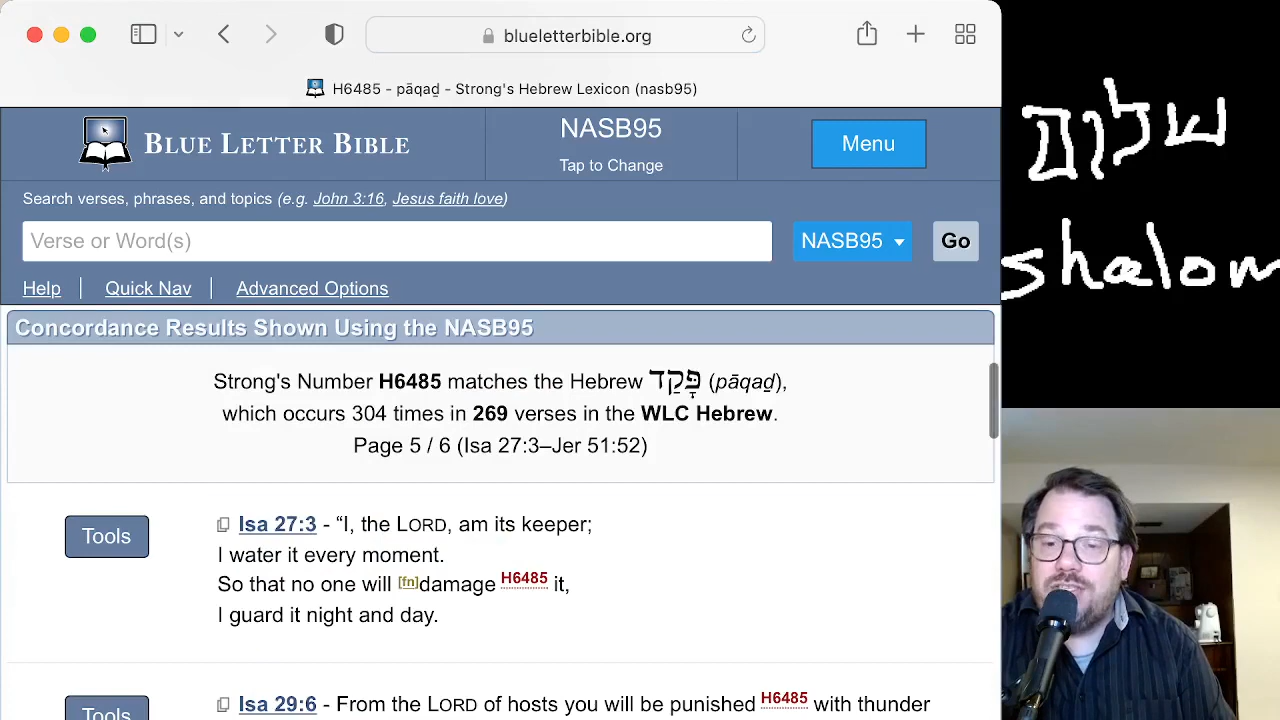 blueletterbible.org
H6485 - pāqaḏ - Strong's Hebrew Lexicon (nasb95)
BLUE LETTER BIBLE
NASB95
Tap to Change
Menu
Search verses, phrases, and topics (e.g. John 3:16, Jesus faith love)
Verse or Word(s)
NASB95
Go
Help | Quick Nav | Advanced Options
Concordance Results Shown Using the NASB95
Strong's Number H6485 matches the Hebrew פָּקַד (pāqaḏ),
which occurs 304 times in 269 verses in the WLC Hebrew.
Page 5 / 6 (Isa 27:3–Jer 51:52)
Tools
Isa 27:3 - “I, the LORD, am its keeper;
I water it every moment.
So that no one will [fn]damage H6485 it,
I guard it night and day.
Tools
Isa 29:6 - From the LORD of hosts you will be punished H6485 with thunder
שלום
shalom